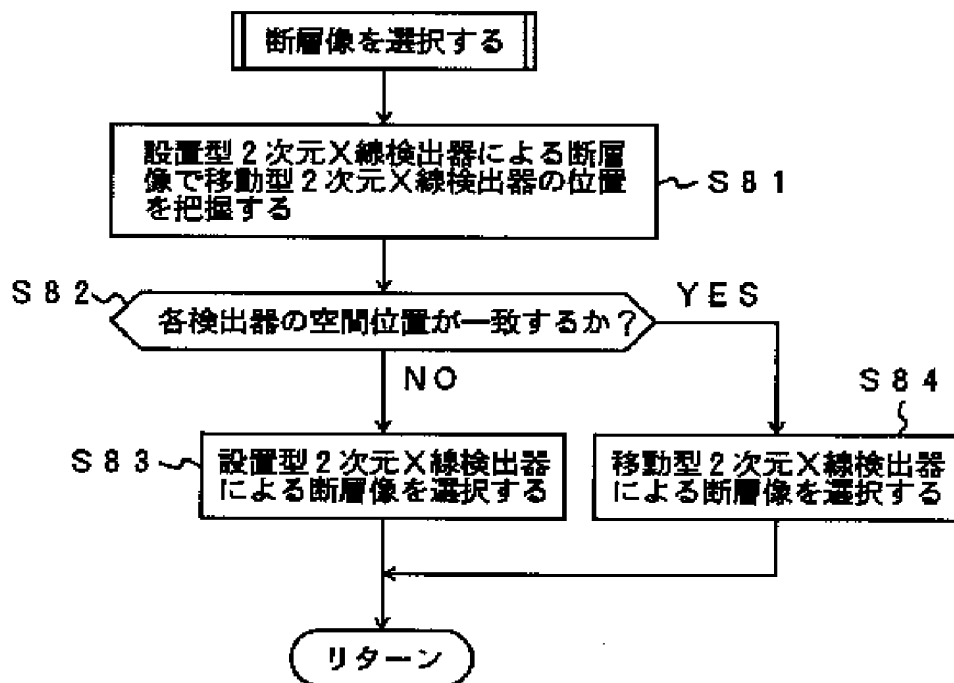 断層像を選択する
設置型2次元X線検出器による断層
像で移動型2次元X線検出器の位置
を把握する
S81
S82
各検出器の空間位置が一致するか?
YES
NO
S83
設置型2次元X線検出器
による断層像を選択する
S84
移動型2次元X線検出器
による断層像を選択する
リターン